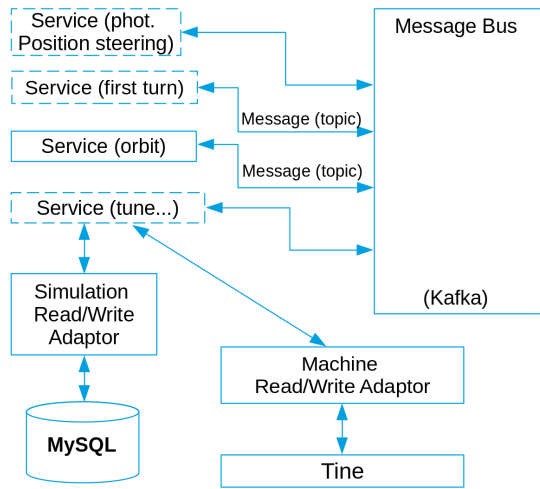 Service (phot.
Position steering)
Message Bus
Service (first turn)
Message (topic)
Service (orbit)
Message (topic)
Service (tune...)
Simulation
Read/Write
Adaptor
(Kafka)
Machine
Read/Write Adaptor
MySQL
Tine